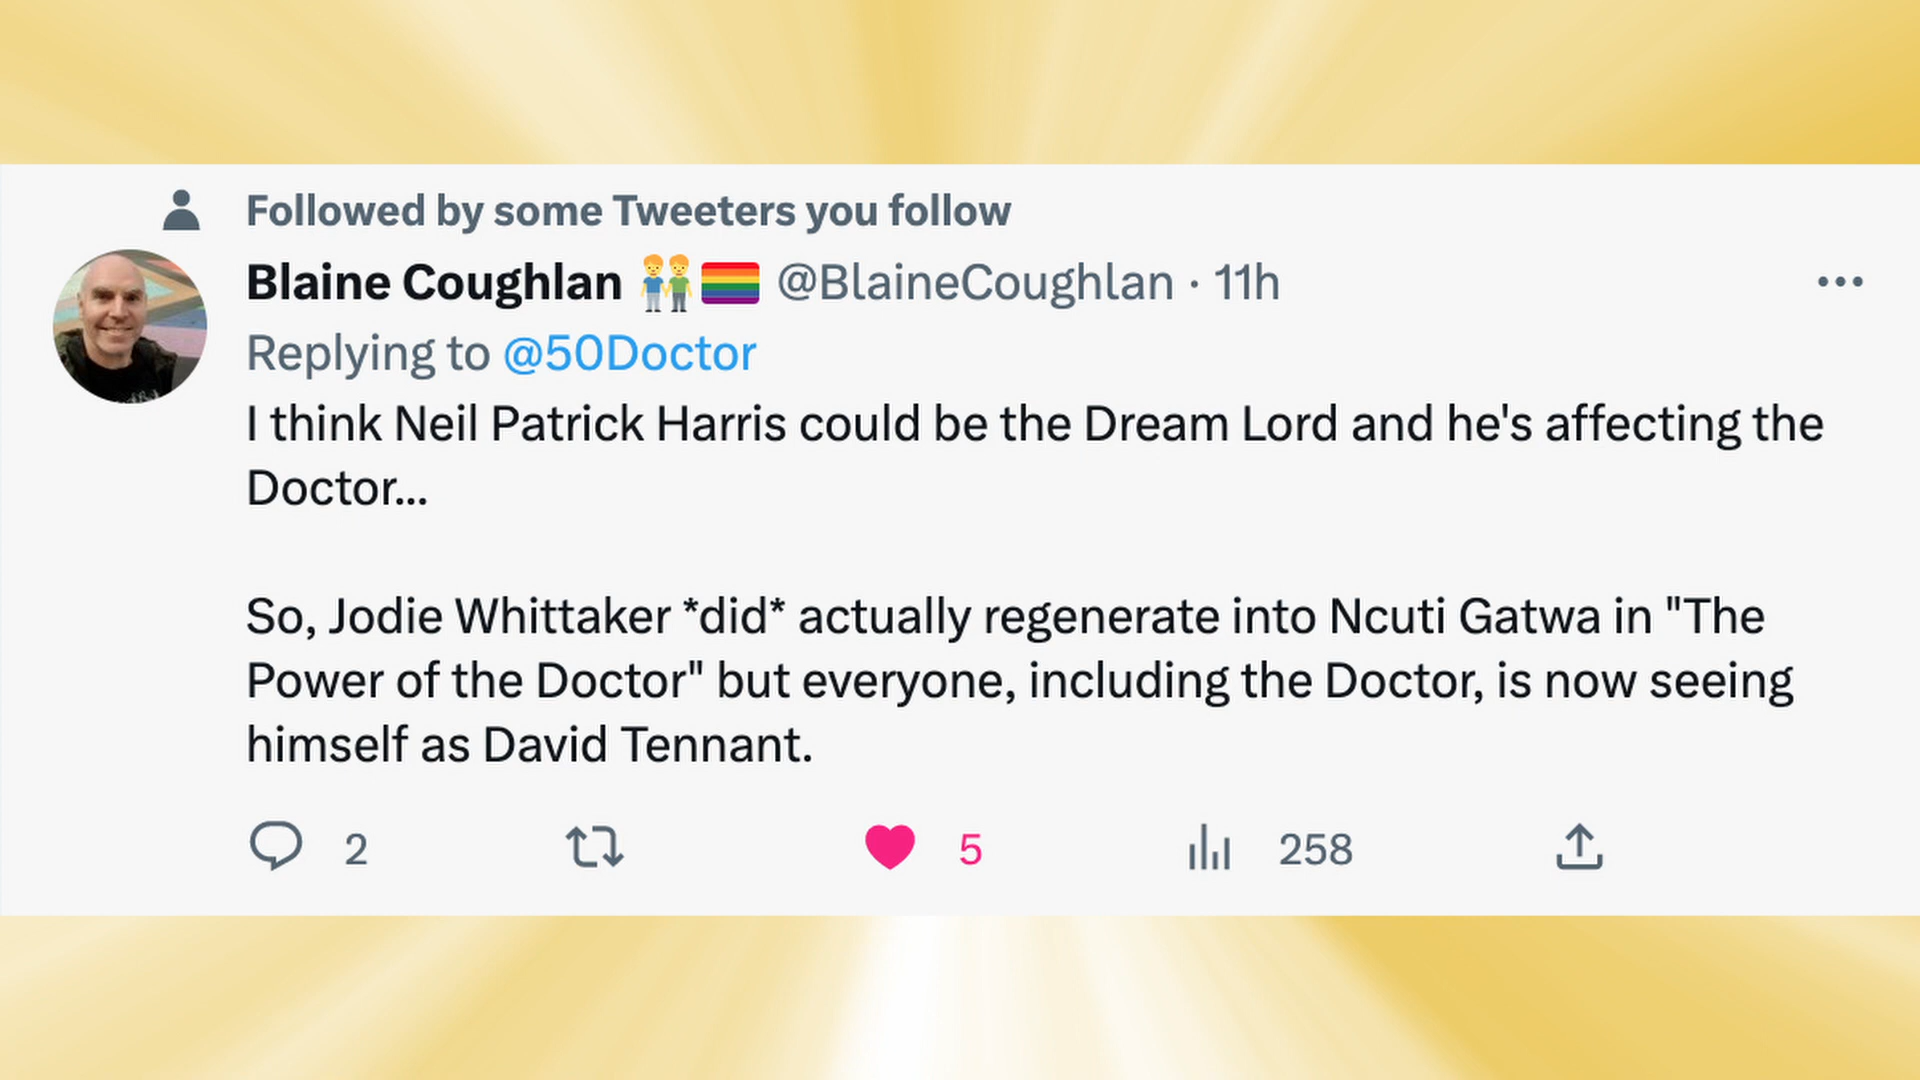 Followed by some Tweeters you follow
Blaine Coughlan 👬🏳️‍🌈 @BlaineCoughlan · 11h
Replying to @50Doctor
I think Neil Patrick Harris could be the Dream Lord and he's affecting the
Doctor...
So, Jodie Whittaker *did* actually regenerate into Ncuti Gatwa in "The
Power of the Doctor" but everyone, including the Doctor, is now seeing
himself as David Tennant.
2 5 258